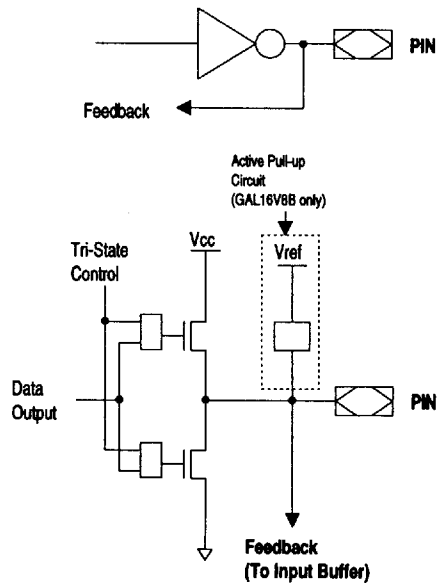 PIN
Feedback
Active Pull-up
Circuit
(GAL16V8B only)
Vcc
Vref
Tri-State
Control
Data
Output
PIN
Feedback
(To Input Buffer)